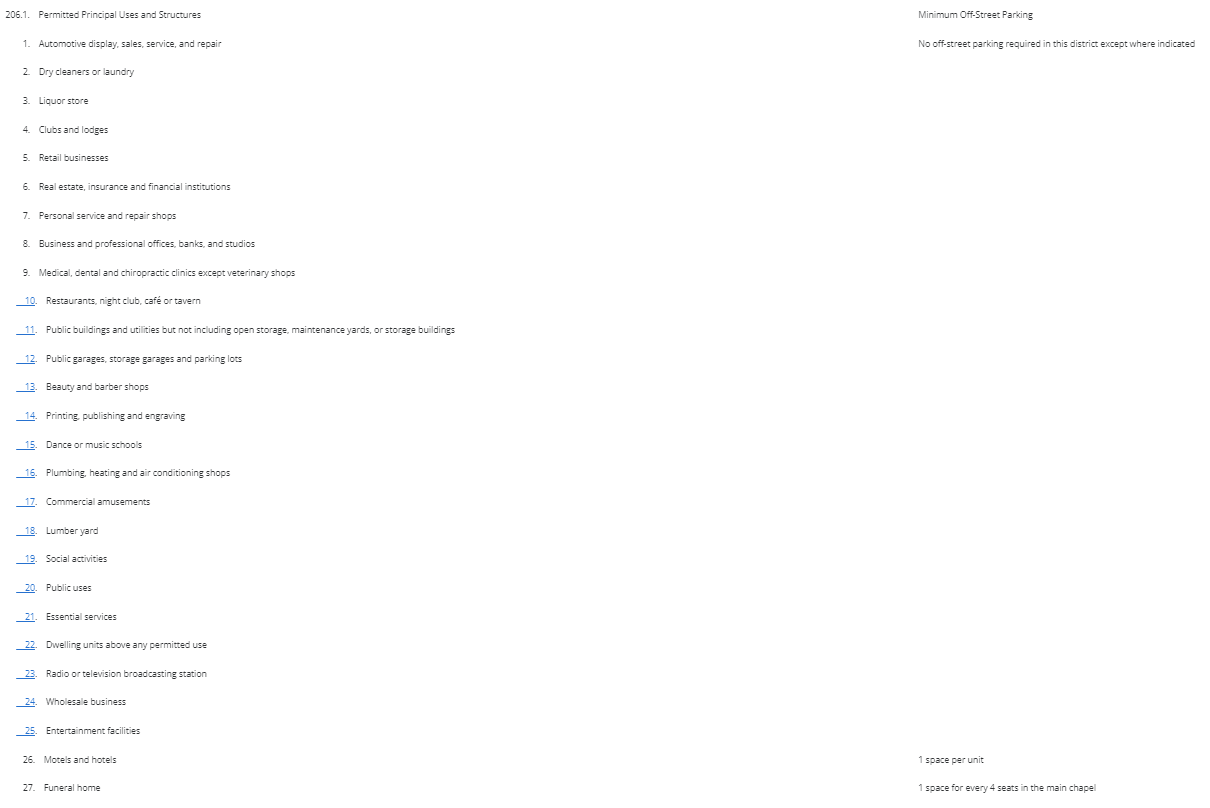 206.1. Permitted Principal Uses and Structures Minimum Off-Street Parking
1. Automotive display, sales, service, and repair No off-street parking required in this district except where indicated
2. Dry cleaners or laundry
3. Liquor store
4. Clubs and lodges
5. Retail businesses
6. Real estate, insurance and financial institutions
7. Personal service and repair shops
8. Business and professional offices, banks, and studios
9. Medical, dental and chiropractic clinics except veterinary shops
10. Restaurants, night club, café or tavern
11. Public buildings and utilities but not including open storage, maintenance yards, or storage buildings
12. Public garages, storage garages and parking lots
13. Beauty and barber shops
14. Printing, publishing and engraving
15. Dance or music schools
16. Plumbing, heating and air conditioning shops
17. Commercial amusements
18. Lumber yard
19. Social activities
20. Public uses
21. Essential services
22. Dwelling units above any permitted use
23. Radio or television broadcasting station
24. Wholesale business
25. Entertainment facilities
26. Motels and hotels 1 space per unit
27. Funeral home 1 space for every 4 seats in the main chapel